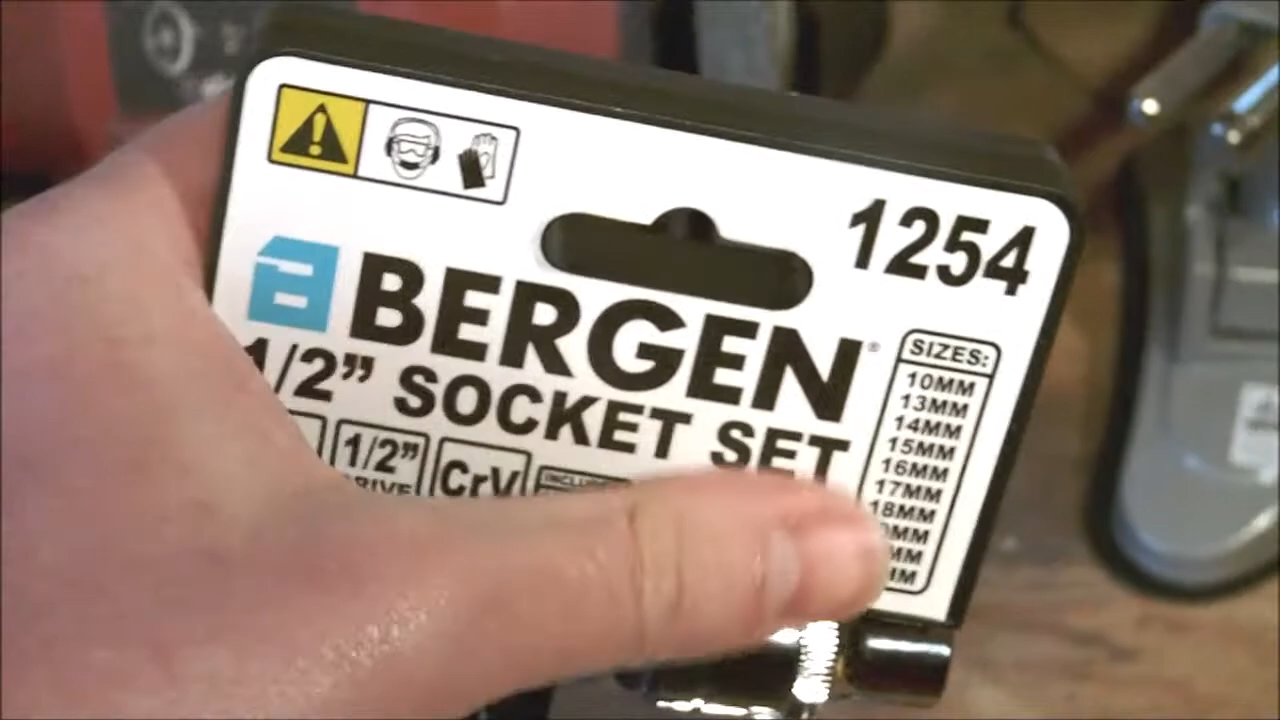 1254
BERGEN®
1/2” SOCKET SET
1/2”
CrV
SIZES:
10MM
13MM
14MM
15MM
16MM
17MM
18MM